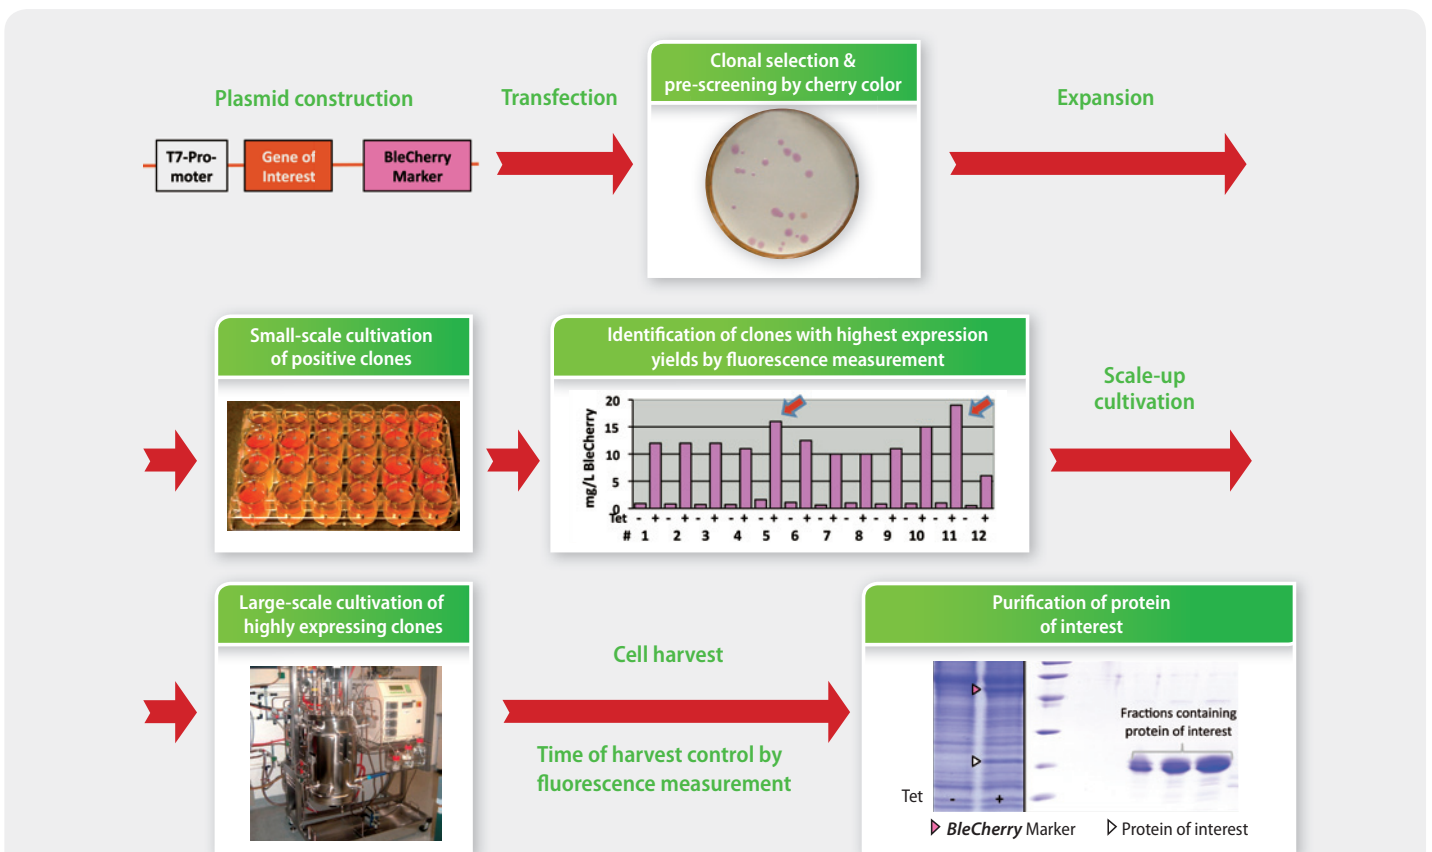 Plasmid construction
Transfection
Clonal selection &
pre-screening by cherry color
Expansion
T7-Pro-
moter
Gene of
Interest
BleCherry
Marker
Small-scale cultivation
of positive clones
Identification of clones with highest expression
yields by fluorescence measurement
mg/L BleCherry
20
15
10
5
0
Tet - + - + - + - + - + - + - + - + - + - + - + - +
# 1 2 3 4 5 6 7 8 9 10 11 12
Scale-up
cultivation
Large-scale cultivation of
highly expressing clones
Cell harvest
Time of harvest control by
fluorescence measurement
Purification of protein
of interest
Fractions containing
protein of interest
Tet - +
BleCherry Marker
Protein of interest